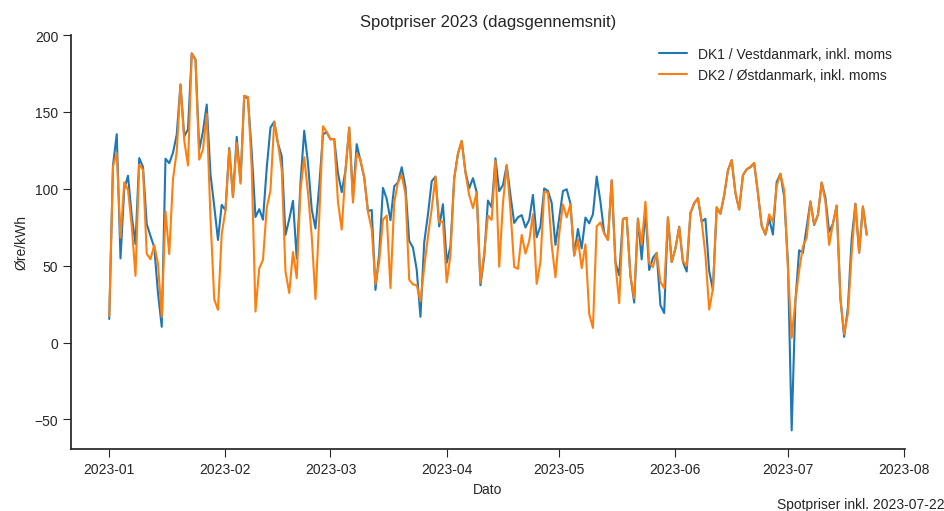 Spotpriser 2023 (dagsgennemsnit)
DK1 / Vestdanmark, inkl. moms
DK2 / Østdanmark, inkl. moms
Øre/kWh
200
150
100
50
0
−50
2023-01 2023-02 2023-03 2023-04 2023-05 2023-06 2023-07 2023-08
Dato
Spotpriser inkl. 2023-07-22